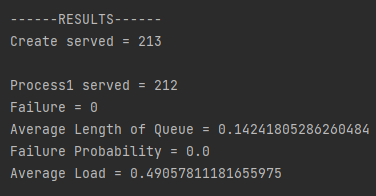 ------RESULTS------
Create served = 213
Process1 served = 212
Failure = 0
Average Length of Queue = 0.14241805286260484
Failure Probability = 0.0
Average Load = 0.49057811181655975